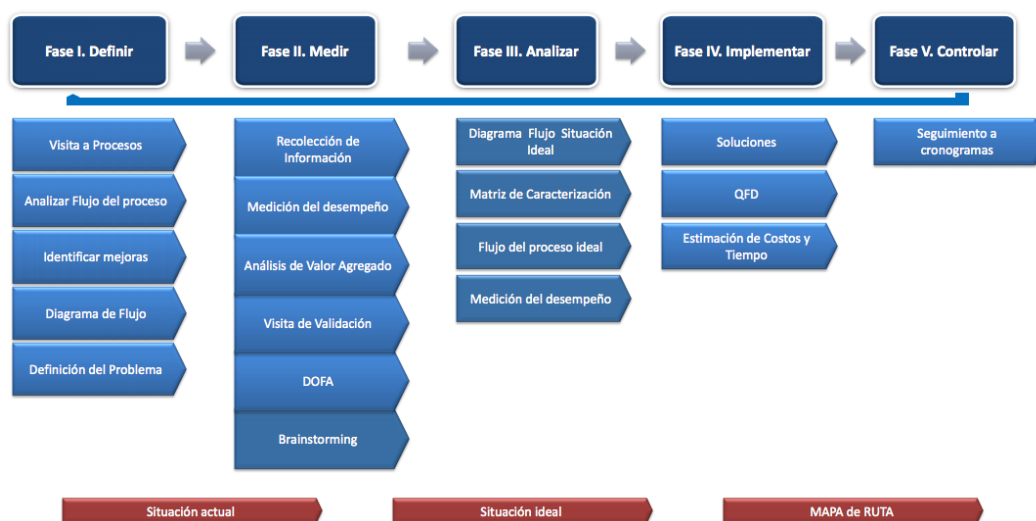 Fase I. Definir
Fase II. Medir
Fase III. Analizar
Fase IV. Implementar
Fase V. Controlar
Visita a Procesos
Analizar Flujo del proceso
Identificar mejoras
Diagrama de Flujo
Definición del Problema
Recolección de
Información
Medición del desempeño
Análisis de Valor Agregado
Visita de Validación
DOFA
Brainstorming
Diagrama Flujo Situación
Ideal
Matriz de Caracterización
Flujo del proceso ideal
Medición del desempeño
Soluciones
QFD
Estimación de Costos y
Tiempo
Seguimiento a
cronogramas
Situación actual
Situación ideal
MAPA de RUTA